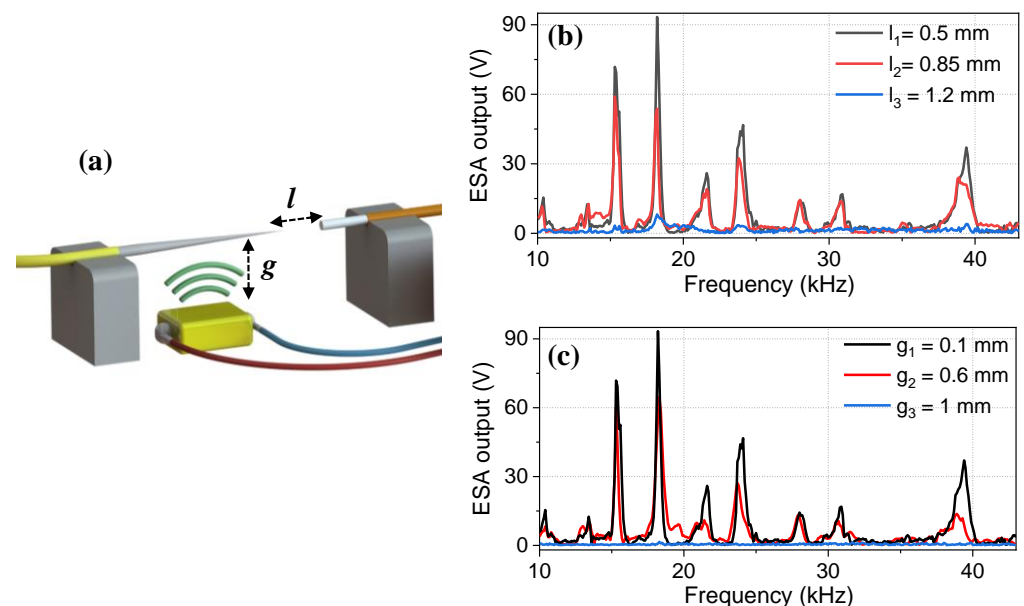 (a)
l
g
(b)
ESA output (V)
90
60
30
0
l₁= 0.5 mm
l₂= 0.85 mm
l₃ = 1.2 mm
10
20
30
40
Frequency (kHz)
(c)
ESA output (V)
90
60
30
0
g₁ = 0.1 mm
g₂ = 0.6 mm
g₃ = 1 mm
10
20
30
40
Frequency (kHz)